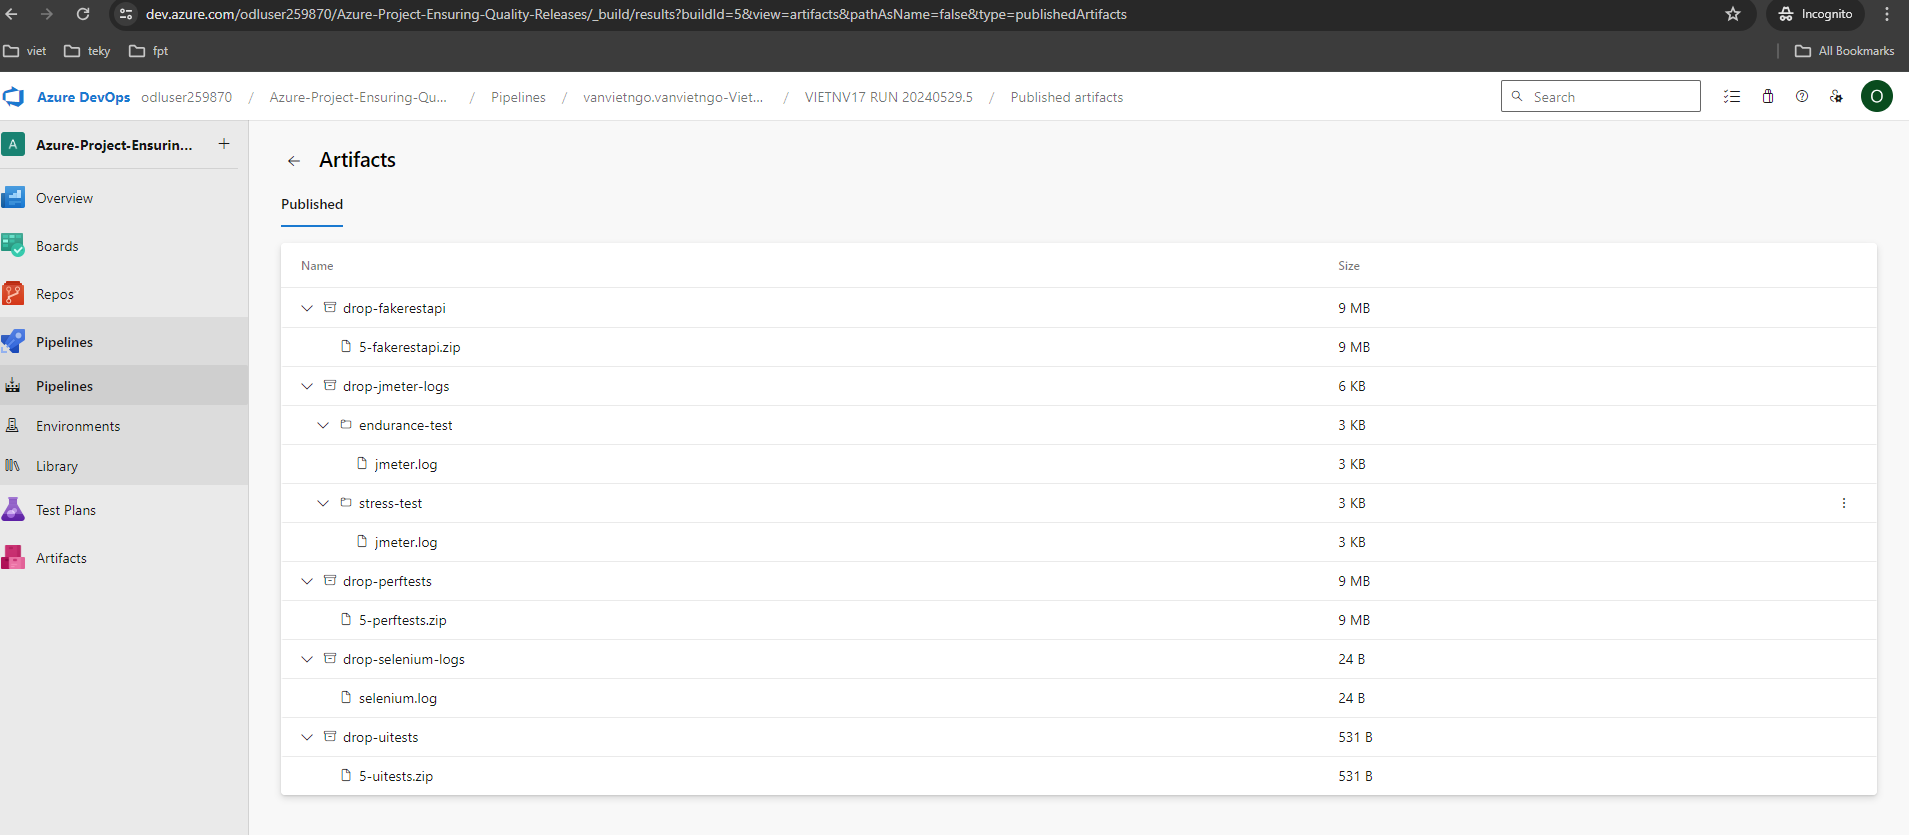 dev.azure.com/odluser259870/Azure-Project-Ensuring-Quality-Releases/_build/results?buildId=5&view=artifacts&pathAsName=false&type=publishedArtifacts
Incognito
viet teky fpt
All Bookmarks
Azure DevOps odluser259870 / Azure-Project-Ensuring-Qu... / Pipelines / vanvietngo.vanvietngo-Viet... / VIETNV17 RUN 20240529.5 / Published artifacts
Search
O
A Azure-Project-Ensurin... +
Overview
Boards
Repos
Pipelines
Pipelines
Environments
Library
Test Plans
Artifacts
Artifacts
Published
Name Size
drop-fakerestapi 9 MB
5-fakerestapi.zip 9 MB
drop-jmeter-logs 6 KB
endurance-test 3 KB
jmeter.log 3 KB
stress-test 3 KB
jmeter.log 3 KB
drop-perftests 9 MB
5-perftests.zip 9 MB
drop-selenium-logs 24 B
selenium.log 24 B
drop-uitests 531 B
5-uitests.zip 531 B